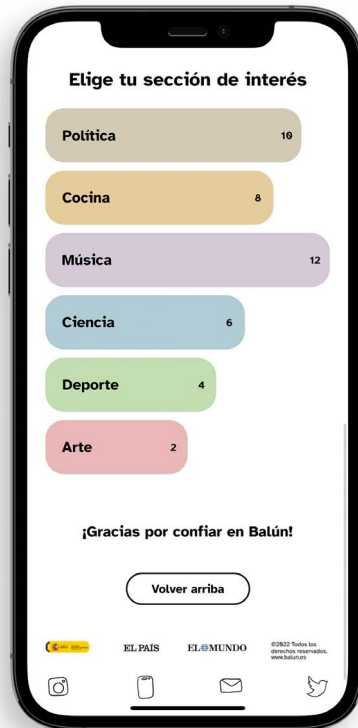 Elige tu sección de interés
Política 10
Cocina 8
Música 12
Ciencia 6
Deporte 4
Arte 2
¡Gracias por confiar en Balún!
Volver arriba
EL PAÍS
EL MUNDO
©2022 Todos los
derechos reservados.
www.balun.es